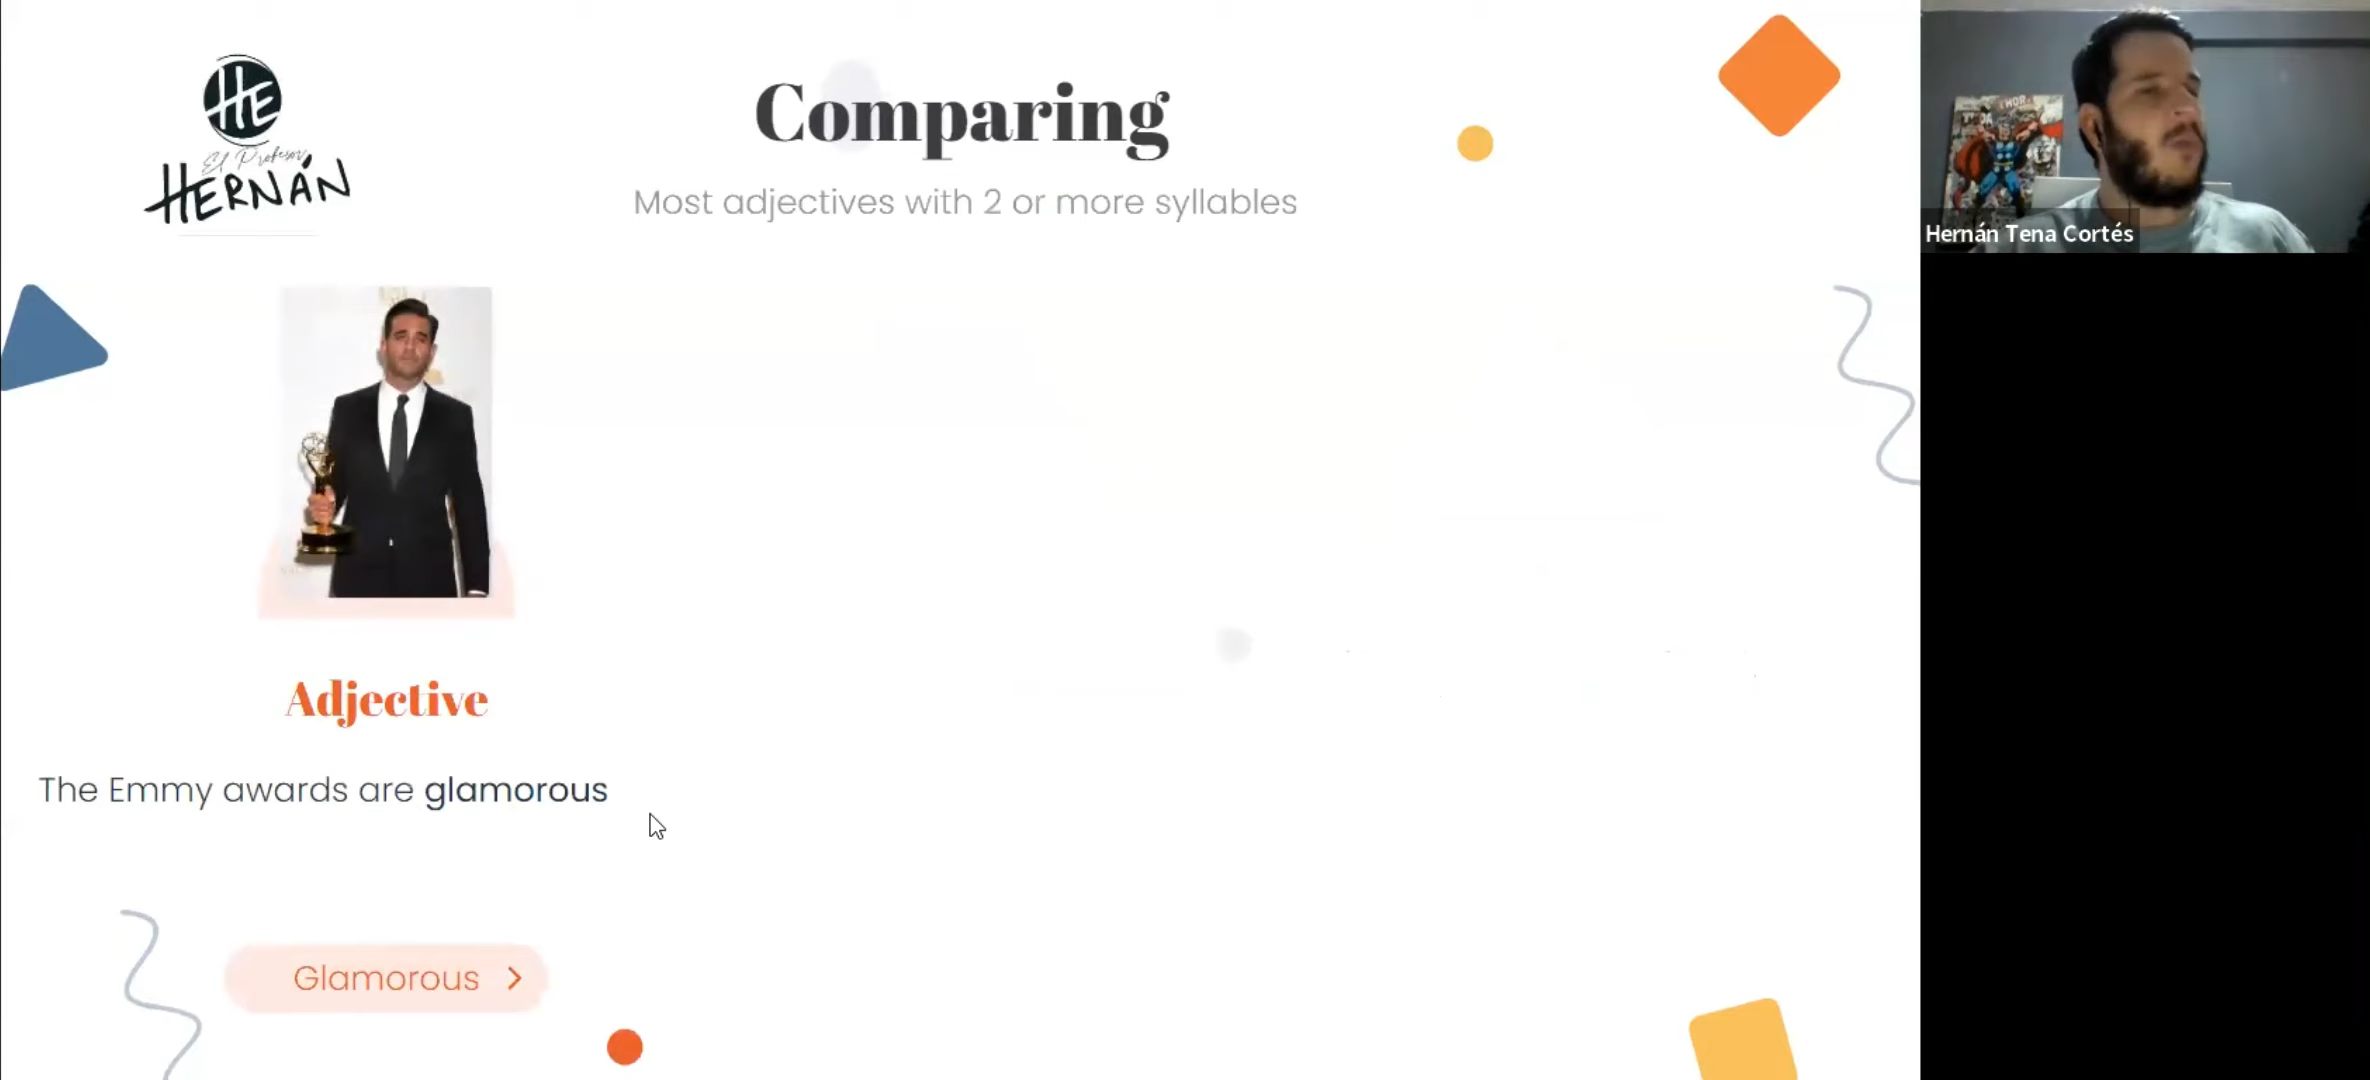 HE
El Profesor
HERNÁN
Comparing
Most adjectives with 2 or more syllables
THOR
Hernán Tena Cortés
Adjective
The Emmy awards are glamorous
Glamorous